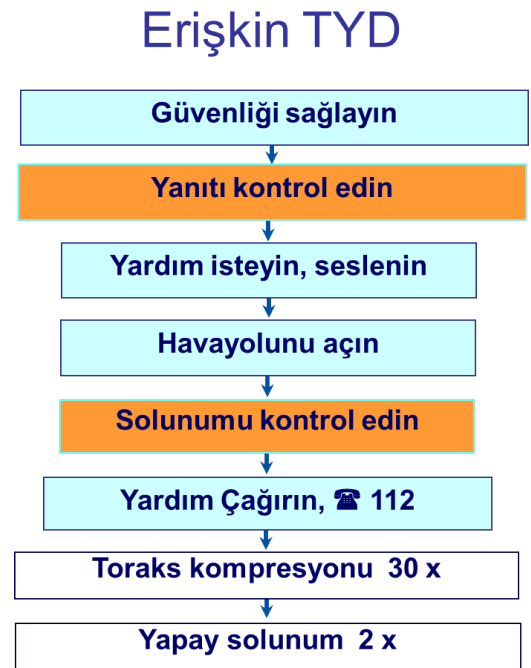 Erişkin TYD
Güvenliği sağlayın
Yanıtı kontrol edin
Yardım isteyin, seslenin
Havayolunu açın
Solunumu kontrol edin
Yardım Çağırın, ☎ 112
Toraks kompresyonu 30 x
Yapay solunum 2 x